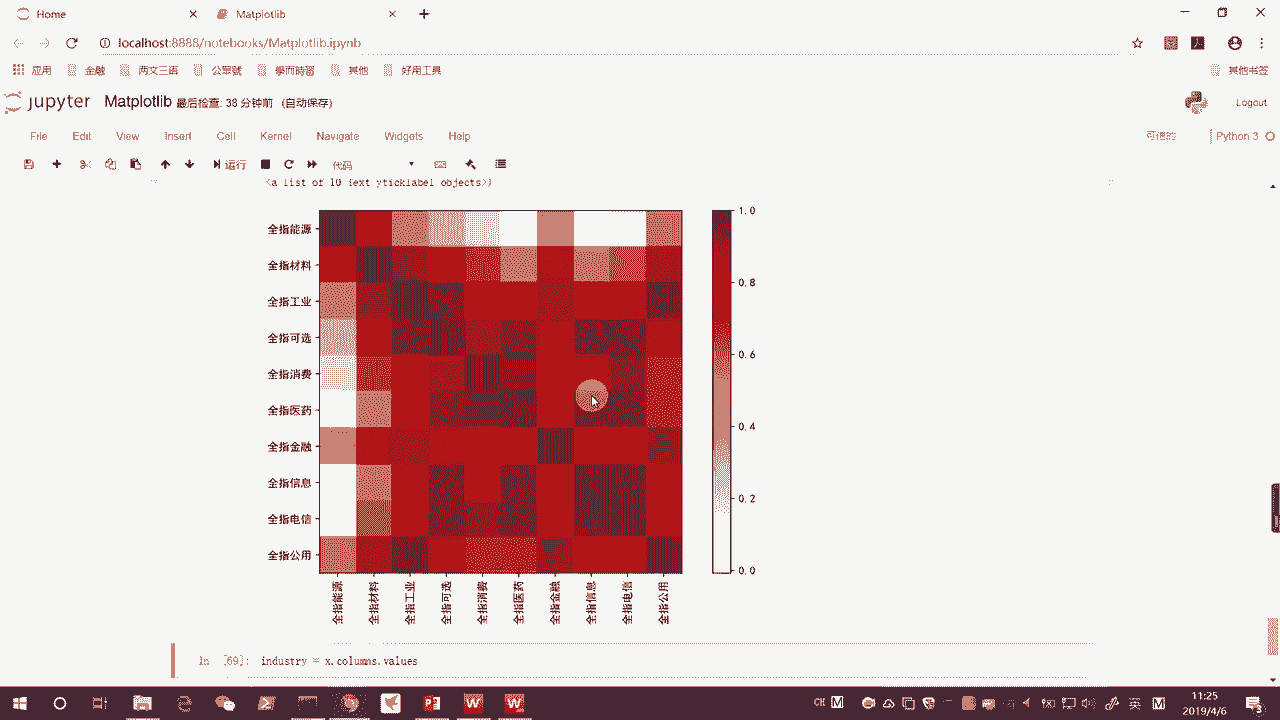 Home
Matplotlib
localhost:8888/notebooks/Matplotlib.ipynb
应用 金融 两文三语 公眾號 學而時習 其他 好用工具 其他书签
jupyter Matplotlib 最后检查: 38 分钟前 (自动保存) Logout
File Edit View Insert Cell Kernel Navigate Widgets Help 可信的 Python 3
运行 代码
<a list of 10 Text yticklabel objects>)
全指能源
全指材料
全指工业
全指可选
全指消费
全指医药
全指金融
全指信息
全指电信
全指公用
1.0
0.8
0.6
0.4
0.2
0.0
全指能源 全指材料 全指工业 全指可选 全指消费 全指医药 全指金融 全指信息 全指电信 全指公用
In [69]: industry = x.columns.values
CH M 英 M 11:25
2019/4/6